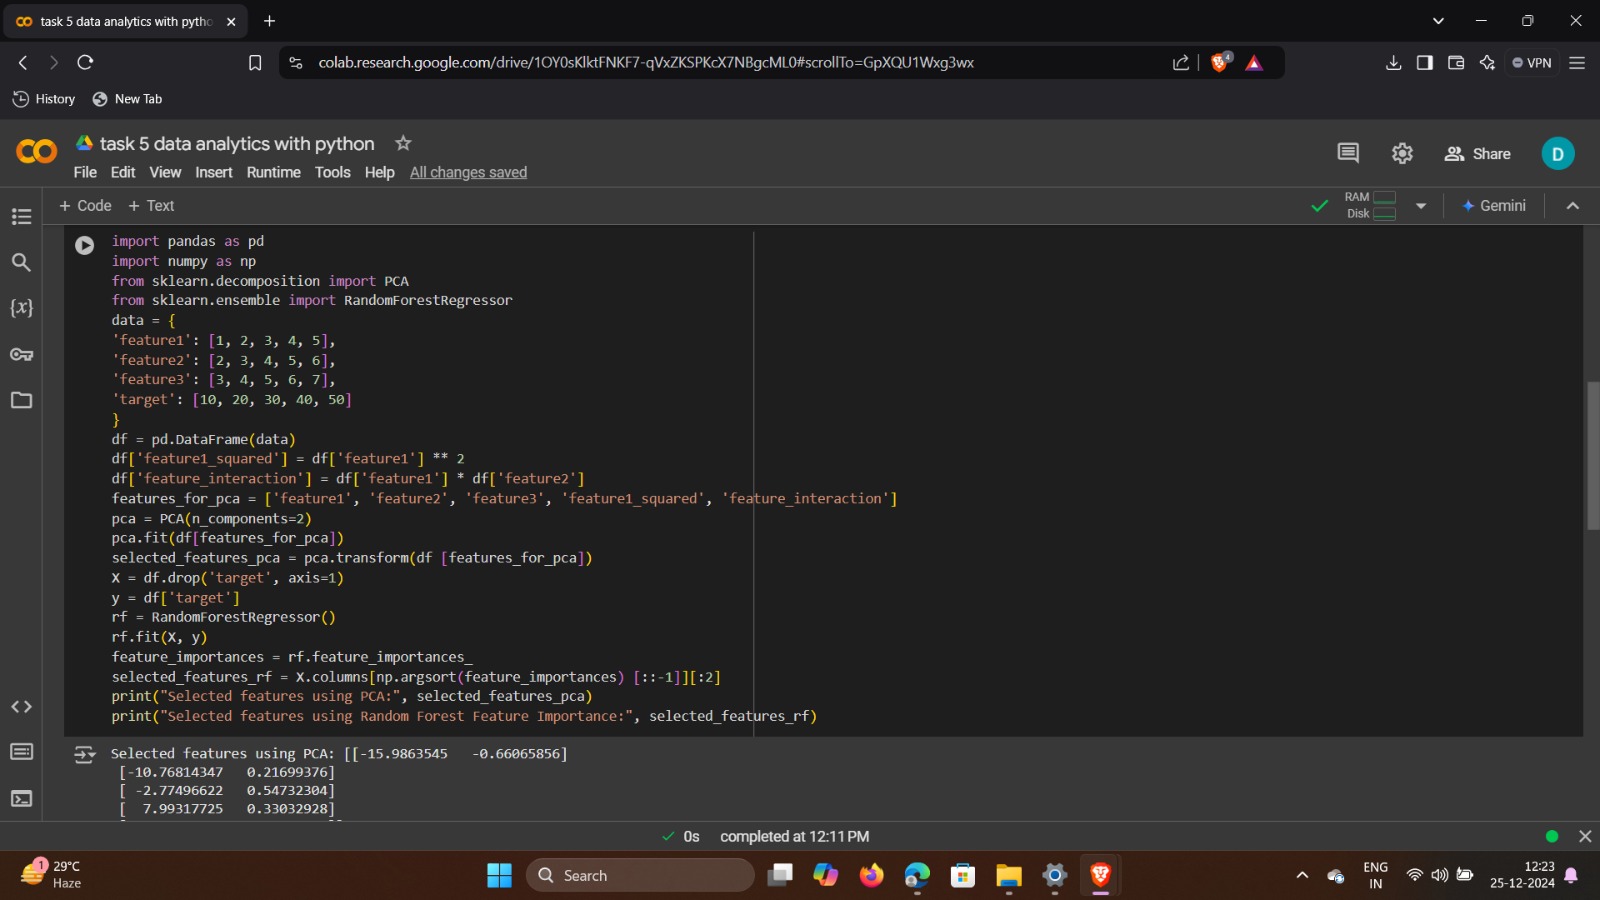 task 5 data analytics with pytho
colab.research.google.com/drive/1OY0sKlktFNKF7-qVxZKSPKcX7NBgcML0#scrollTo=GpXQU1Wxg3wx
4
VPN
History New Tab
task 5 data analytics with python
File Edit View Insert Runtime Tools Help All changes saved
Share
D
+ Code + Text
RAM
Disk
Gemini
import pandas as pd
import numpy as np
from sklearn.decomposition import PCA
from sklearn.ensemble import RandomForestRegressor
data = {
'feature1': [1, 2, 3, 4, 5],
'feature2': [2, 3, 4, 5, 6],
'feature3': [3, 4, 5, 6, 7],
'target': [10, 20, 30, 40, 50]
}
df = pd.DataFrame(data)
df['feature1_squared'] = df['feature1'] ** 2
df['feature_interaction'] = df['feature1'] * df['feature2']
features_for_pca = ['feature1', 'feature2', 'feature3', 'feature1_squared', 'feature_interaction']
pca = PCA(n_components=2)
pca.fit(df[features_for_pca])
selected_features_pca = pca.transform(df [features_for_pca])
X = df.drop('target', axis=1)
y = df['target']
rf = RandomForestRegressor()
rf.fit(X, y)
feature_importances = rf.feature_importances_
selected_features_rf = X.columns[np.argsort(feature_importances) [::-1]][:2]
print("Selected features using PCA:", selected_features_pca)
print("Selected features using Random Forest Feature Importance:", selected_features_rf)
Selected features using PCA: [[-15.9863545 -0.66065856]
[-10.76814347 0.21699376]
[ -2.77496622 0.54732304]
[ 7.99317725 0.33032928]
0s completed at 12:11 PM
1
29°C
Haze
Search
ENG
IN
12:23
25-12-2024